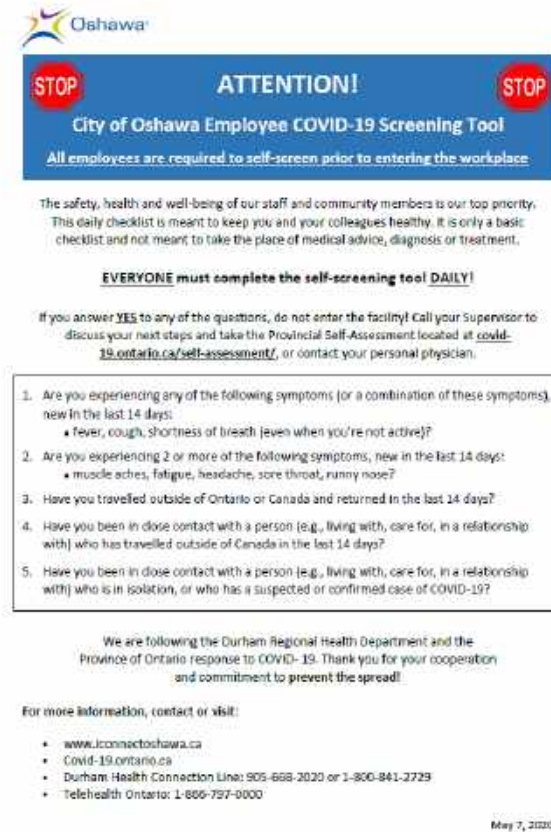 Oshawa
STOP
ATTENTION!
STOP
City of Oshawa Employee COVID-19 Screening Tool
All employees are required to self-screen prior to entering the workplace
The safety, health and well-being of our staff and community members is our top priority.
This daily checklist is meant to keep you and your colleagues healthy. It is only a basic
checklist and not meant to take the place of medical advice, diagnosis or treatment.
EVERYONE must complete the self-screening tool DAILY!
If you answer YES to any of the questions, do not enter the facility! Call your Supervisor to
discuss your next steps and take the Provincial Self-Assessment located at covid-
19.ontario.ca/self-assessment/, or contact your personal physician.
1. Are you experiencing any of the following symptoms (or a combination of these symptoms),
new in the last 14 days:
• fever, cough, shortness of breath (even when you're not active)?
2. Are you experiencing 2 or more of the following symptoms, new in the last 14 days:
• muscle aches, fatigue, headache, sore throat, runny nose?
3. Have you travelled outside of Ontario or Canada and returned in the last 14 days?
4. Have you been in close contact with a person (e.g., living with, care for, in a relationship
with) who has travelled outside of Canada in the last 14 days?
5. Have you been in close contact with a person (e.g., living with, care for, in a relationship
with) who is in isolation, or who has a suspected or confirmed case of COVID-19?
We are following the Durham Regional Health Department and the
Province of Ontario response to COVID- 19. Thank you for your cooperation
and commitment to prevent the spread!
For more information, contact or visit:
• www.iconnectoshawa.ca
• Covid-19.ontario.ca
• Durham Health Connection Line: 905-668-2020 or 1-800-841-2729
• Telehealth Ontario: 1-866-797-0000
May 7, 2020